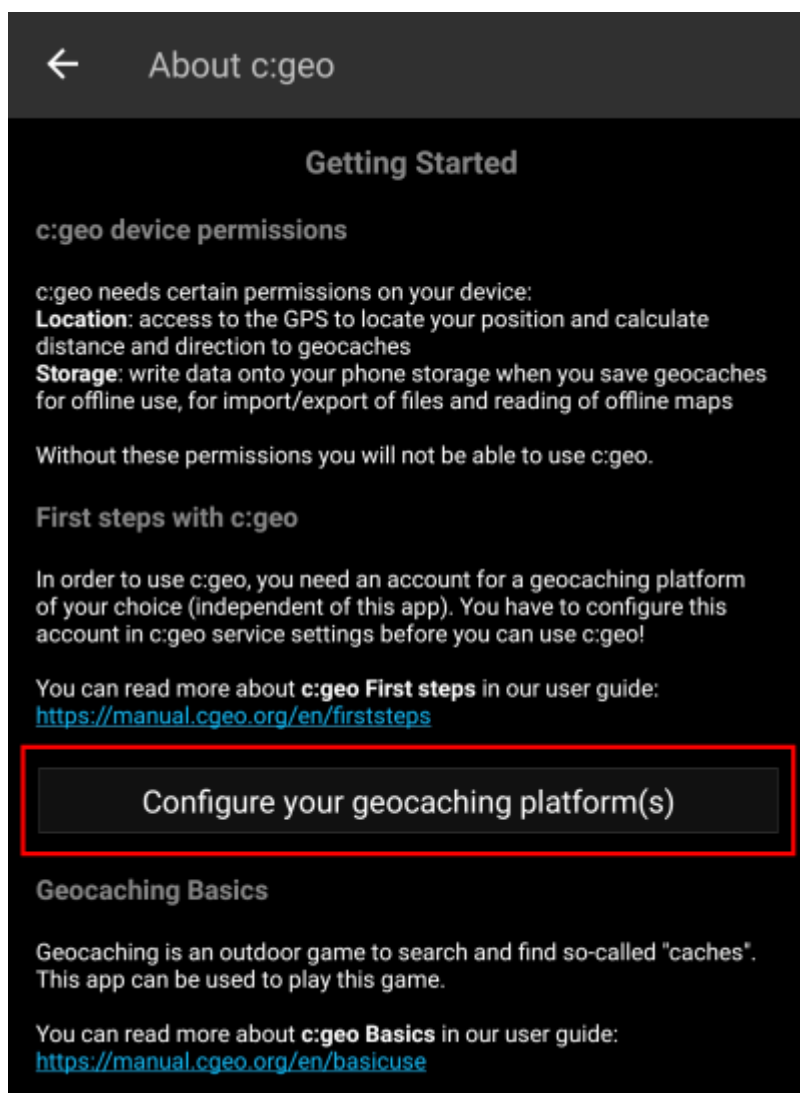 About c:geo
Getting Started
c:geo device permissions
c:geo needs certain permissions on your device:
Location: access to the GPS to locate your position and calculate
distance and direction to geocaches
Storage: write data onto your phone storage when you save geocaches
for offline use, for import/export of files and reading of offline maps
Without these permissions you will not be able to use c:geo.
First steps with c:geo
In order to use c:geo, you need an account for a geocaching platform
of your choice (independent of this app). You have to configure this
account in c:geo service settings before you can use c:geo!
You can read more about c:geo First steps in our user guide:
https://manual.cgeo.org/en/firststeps
Configure your geocaching platform(s)
Geocaching Basics
Geocaching is an outdoor game to search and find so-called "caches".
This app can be used to play this game.
You can read more about c:geo Basics in our user guide:
https://manual.cgeo.org/en/basicuse